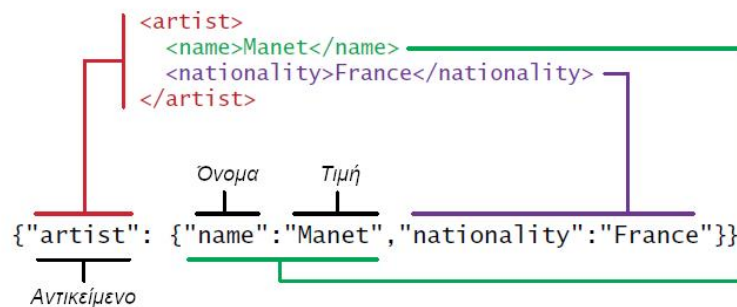 <artist>
<name>Manet</name>
<nationality>France</nationality>
</artist>
Όνομα Τιμή
{"artist": {"name":"Manet","nationality":"France"}}
Αντικείμενο